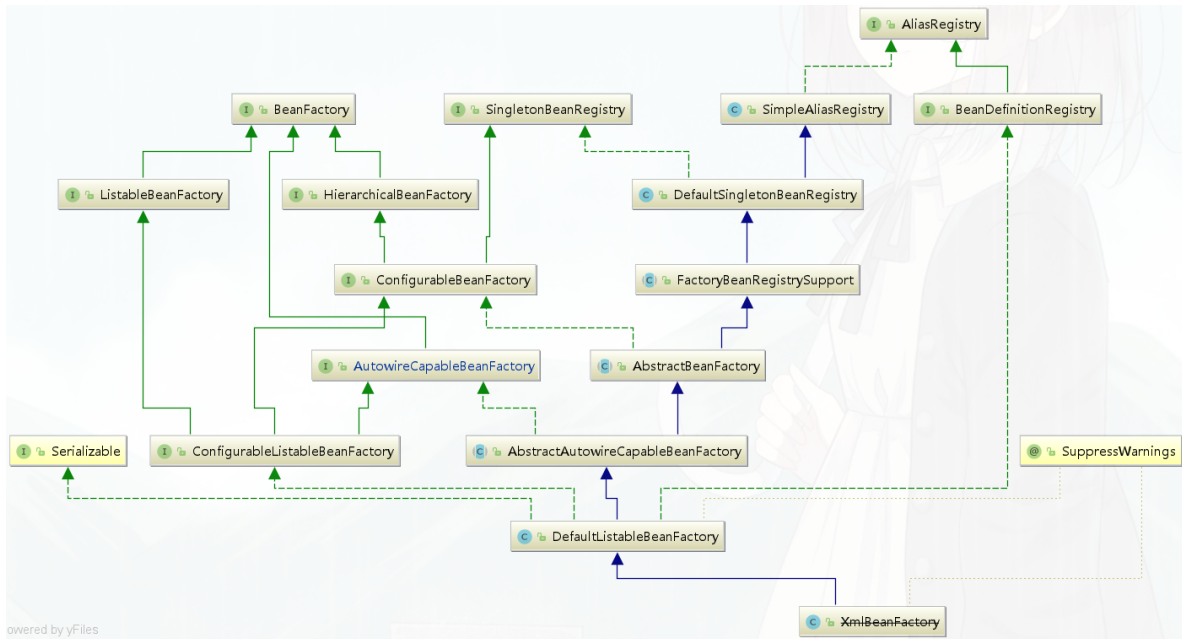 AliasRegistry
BeanFactory
SingletonBeanRegistry
SimpleAliasRegistry
BeanDefinitionRegistry
ListableBeanFactory
HierarchicalBeanFactory
DefaultSingletonBeanRegistry
ConfigurableBeanFactory
FactoryBeanRegistrySupport
AutowireCapableBeanFactory
AbstractBeanFactory
Serializable
ConfigurableListableBeanFactory
AbstractAutowireCapableBeanFactory
SuppressWarnings
DefaultListableBeanFactory
XmlBeanFactory
owered by yFiles